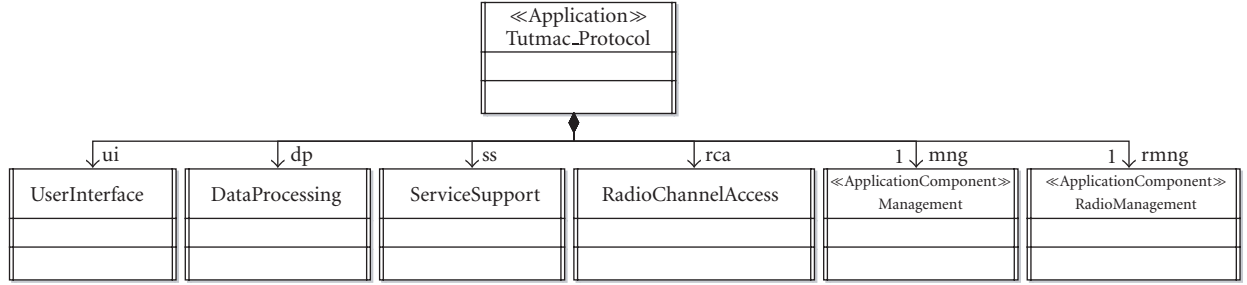 ≪Application≫
Tutmac_Protocol
ui
dp
ss
rca
1 mng
1 rmng
UserInterface
DataProcessing
ServiceSupport
RadioChannelAccess
≪ApplicationComponent≫
Management
≪ApplicationComponent≫
RadioManagement